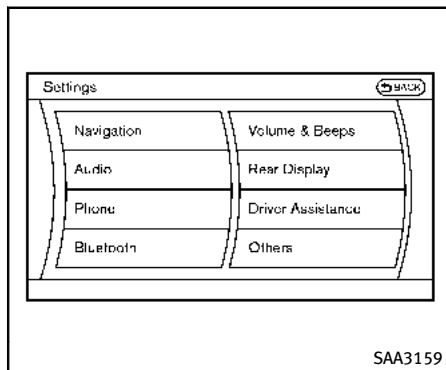 Settings
BACK
Navigation
Volume & Beeps
Audio
Rear Display
Phone
Driver Assistance
Bluetooth
Others
SAA3159